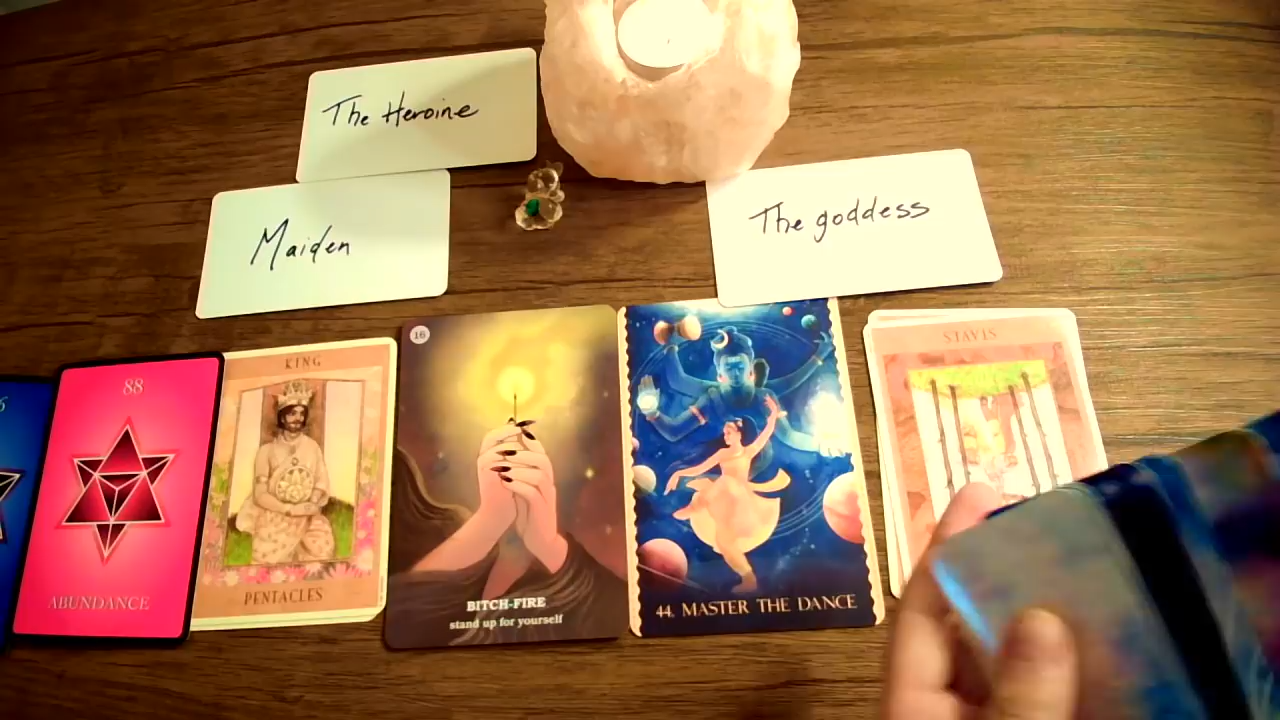 The Heroine
Maiden
The goddess
6
88
ABUNDANCE
KING
PENTACLES
16
BITCH-FIRE
stand up for yourself
44. MASTER THE DANCE
STAVES